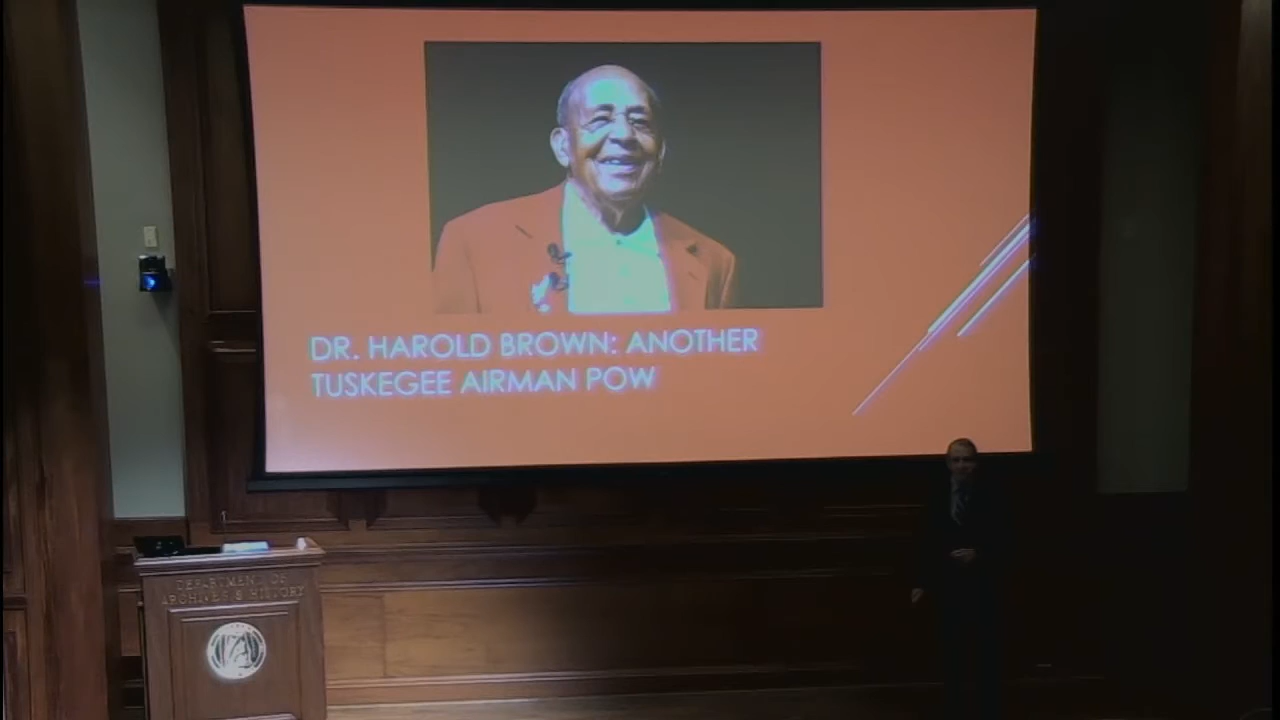 DR. HAROLD BROWN: ANOTHER
TUSKEGEE AIRMAN POW
DEPARTMENT OF
ARCHIVES & HISTORY